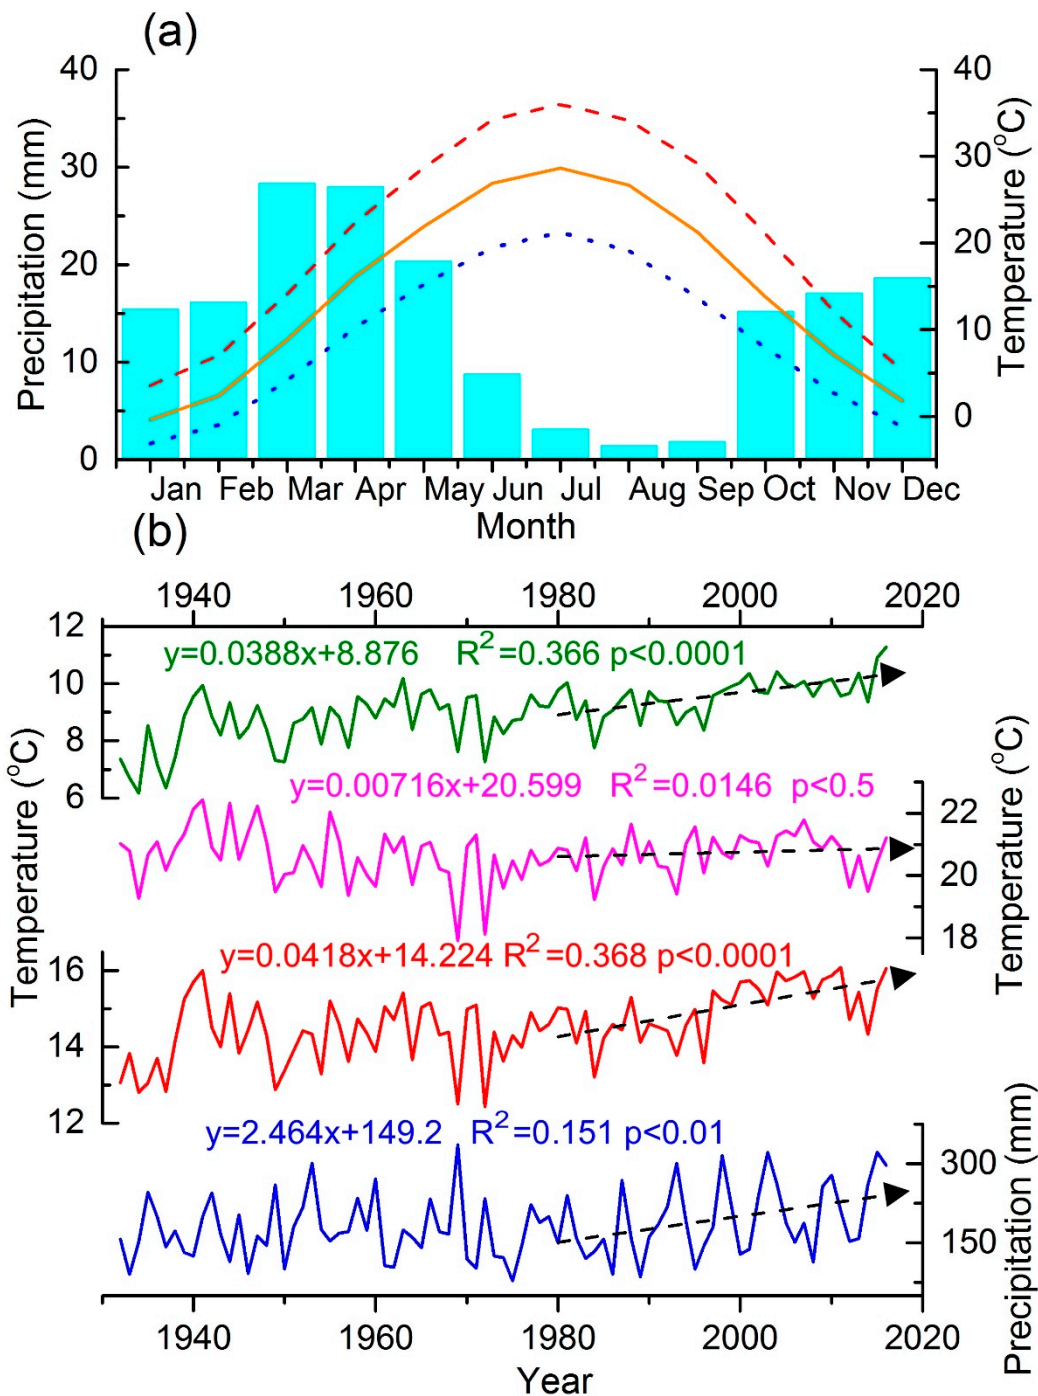 (a)
40 40
Precipitation (mm)
30 30
20 20
10 10
0 0
Temperature (°C)
Jan Feb Mar Apr May Jun Jul Aug Sep Oct Nov Dec
Month
(b)
1940 1960 1980 2000 2020
12
10
8
6
y=0.0388x+8.876 R²=0.366 p<0.0001
Temperature (°C)
y=0.00716x+20.599 R²=0.0146 p<0.5
22
20
18
Temperature (°C)
y=0.0418x+14.224 R²=0.368 p<0.0001
16
14
12
y=2.464x+149.2 R²=0.151 p<0.01
300
150
Precipitation (mm)
1940 1960 1980 2000 2020
Year